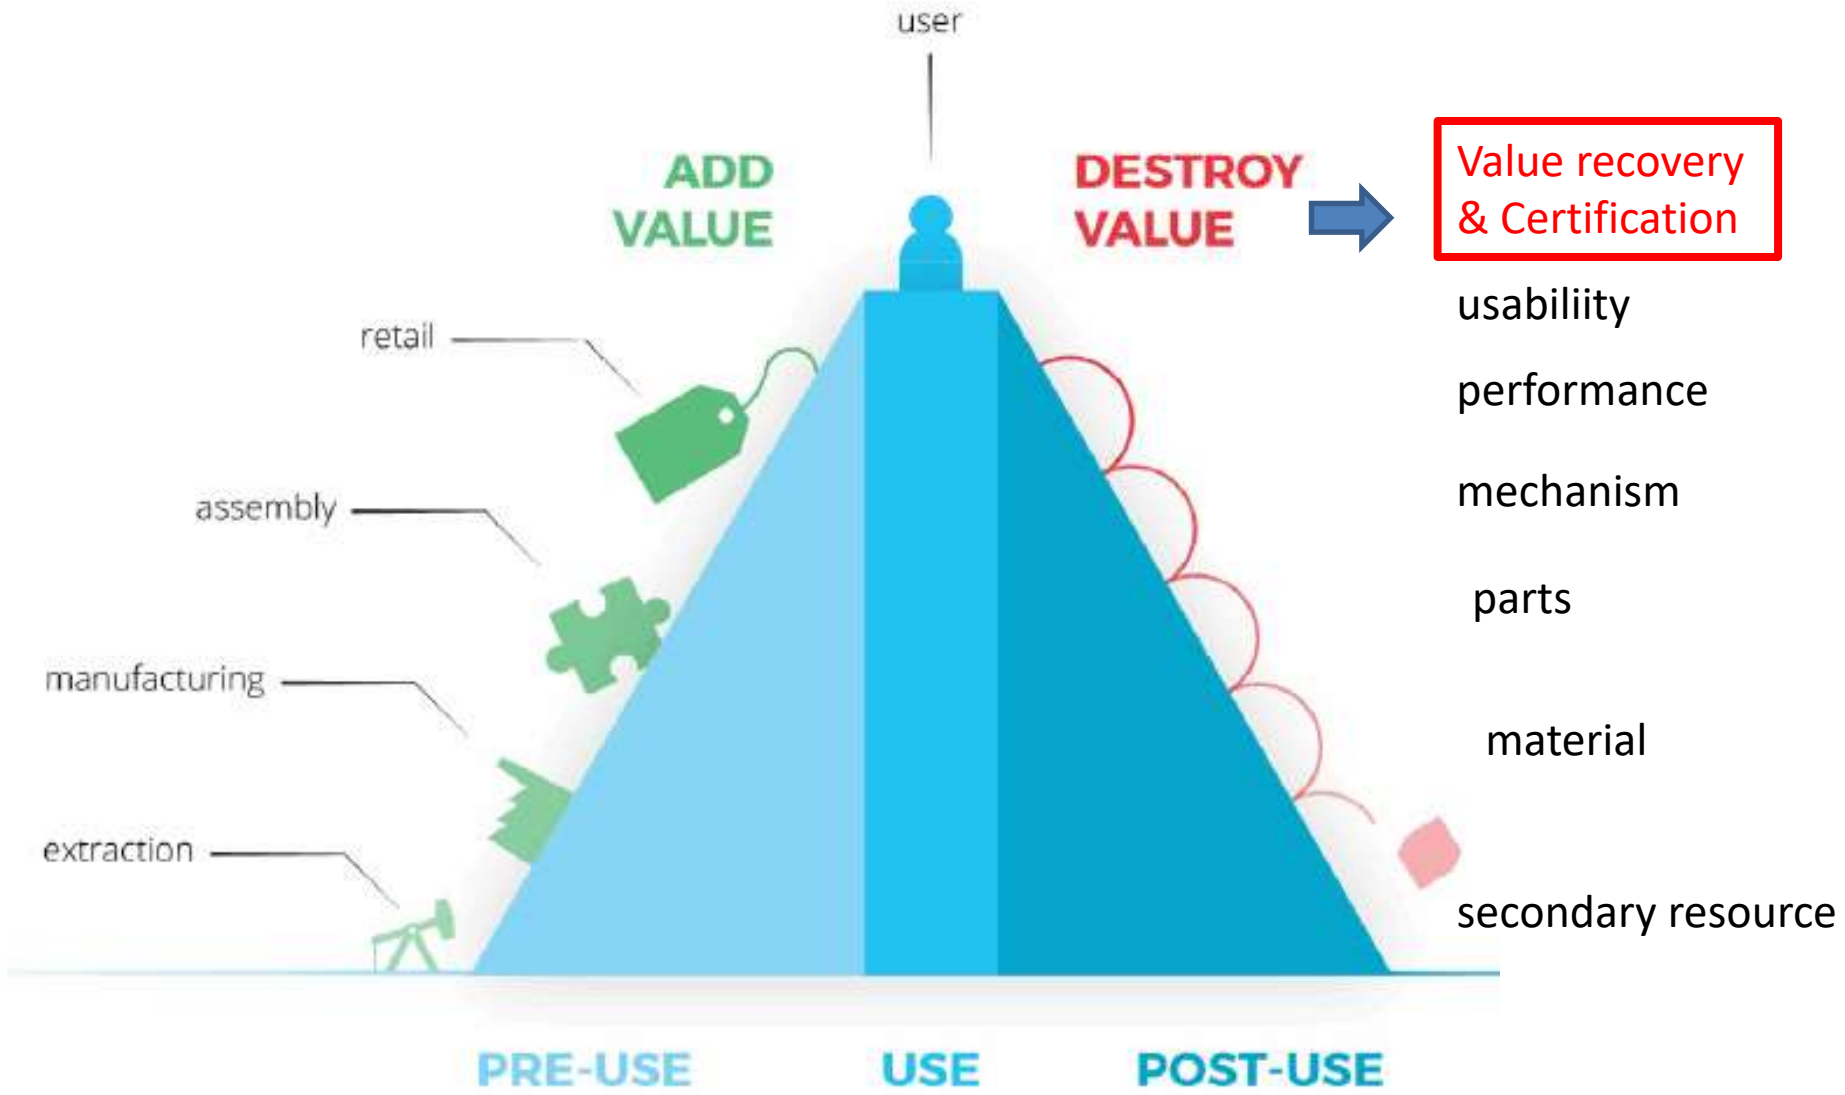 user
ADD
VALUE
DESTROY
VALUE
Value recovery
& Certification
usabiliity
retail
performance
assembly
mechanism
parts
manufacturing
material
extraction
secondary resource
PRE-USE
USE
POST-USE